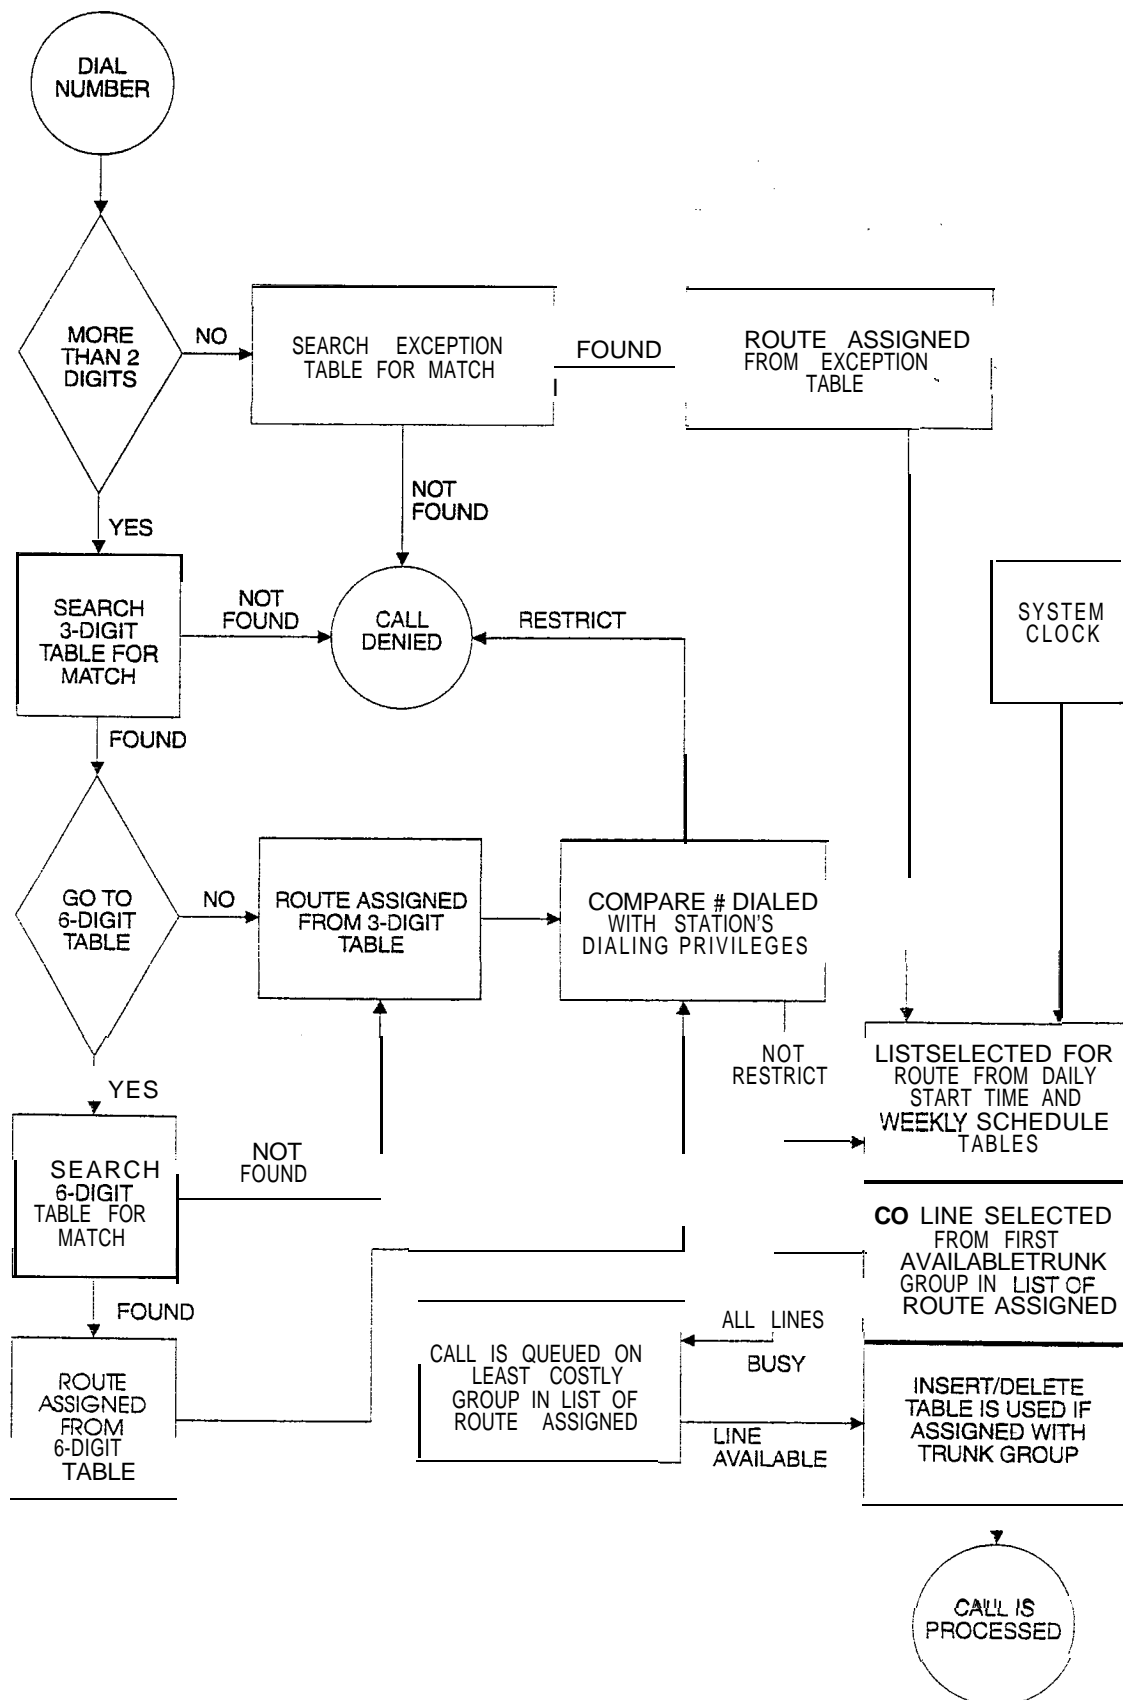 DIAL
NUMBER
MORE
THAN 2
DIGITS
NO
SEARCH EXCEPTION
TABLE FOR MATCH
FOUND
ROUTE ASSIGNED
FROM EXCEPTION
TABLE
NOT
FOUND
YES
SEARCH
3-DIGIT
TABLE FOR
MATCH
NOT
FOUND
CALL
DENIED
RESTRICT
SYSTEM
CLOCK
FOUND
GO TO
6-DIGIT
TABLE
NO
ROUTE ASSIGNED
FROM 3-DIGIT
TABLE
COMPARE # DIALED
WITH STATION'S
DIALING PRIVILEGES
NOT
RESTRICT
LISTSELECTED FOR
ROUTE FROM DAILY
START TIME AND
WEEKLY SCHEDULE
TABLES
YES
SEARCH
6-DIGIT
TABLE FOR
MATCH
NOT
FOUND
CO LINE SELECTED
FROM FIRST
AVAILABLETRUNK
GROUP IN LIST OF
ROUTE ASSIGNED
FOUND
ROUTE
ASSIGNED
FROM
6-DIGIT
TABLE
CALL IS QUEUED ON
LEAST COSTLY
GROUP IN LIST OF
ROUTE ASSIGNED
ALL LINES
BUSY
LINE
AVAILABLE
INSERT/DELETE
TABLE IS USED IF
ASSIGNED WITH
TRUNK GROUP
CALL IS
PROCESSED